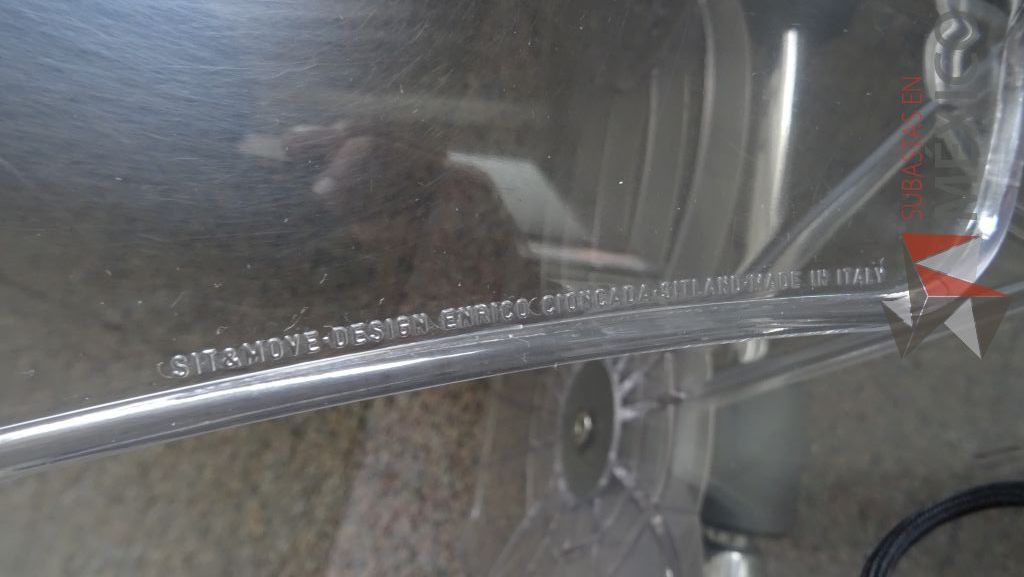 SIT&MOVE·DESIGN ENRICO CIONCADA·SITLAND·MADE IN ITALY
SUBASTAS EN
MÉXICO